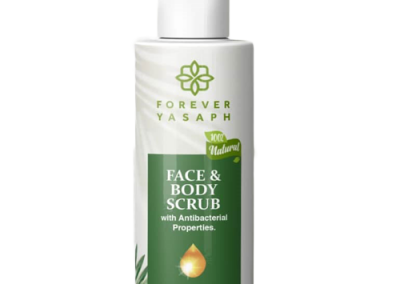 FOREVER
YASAPH
100%
Natural
FACE &
BODY
SCRUB
with Antibacterial
Properties.